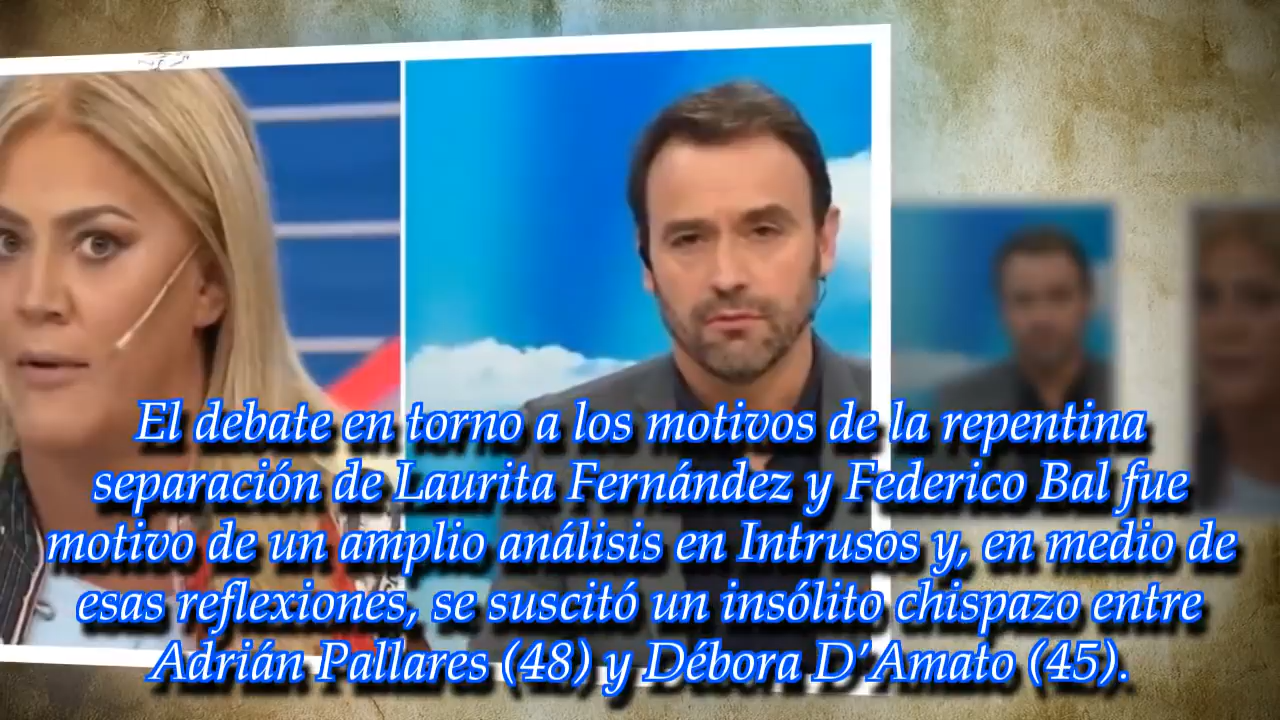 El debate en torno a los motivos de la repentina
separación de Laurita Fernández y Federico Bal fue
motivo de un amplio análisis en Intrusos y, en medio de
esas reflexiones, se suscitó un insólito chispazo entre
Adrián Pallares (48) y Débora D'Amato (45).